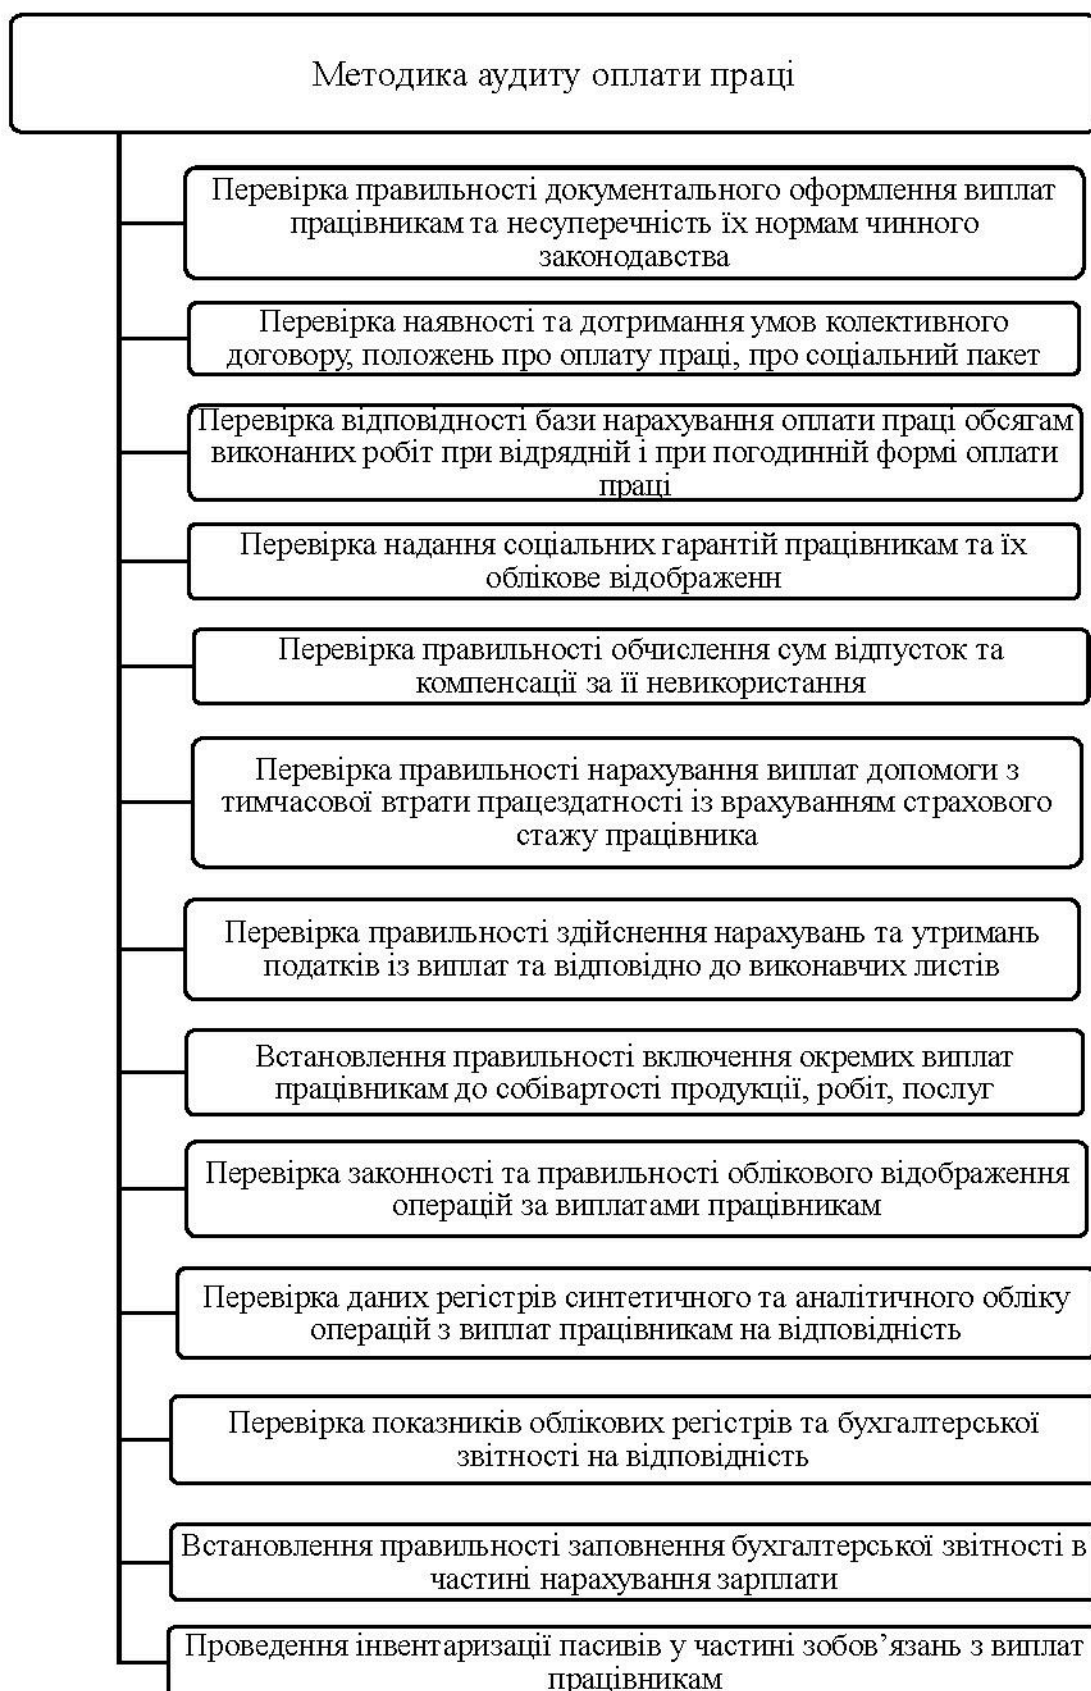 Методика аудиту оплати праці
Перевірка правильності документального оформлення виплат
працівникам та несуперечність їх нормам чинного
законодавства
Перевірка наявності та дотримання умов колективного
договору, положень про оплату праці, про соціальний пакет
Перевірка відповідності бази нарахування оплати праці обсягам
виконаних робіт при відрядній і при погодинній формі оплати
праці
Перевірка надання соціальних гарантій працівникам та їх
облікове відображенн
Перевірка правильності обчислення сум відпусток та
компенсації за її невикористання
Перевірка правильності нарахування виплат допомоги з
тимчасової втрати працездатності із врахуванням страхового
стажу працівника
Перевірка правильності здійснення нарахувань та утримань
податків із виплат та відповідно до виконавчих листів
Встановлення правильності включення окремих виплат
працівникам до собівартості продукції, робіт, послуг
Перевірка законності та правильності облікового відображення
операцій за виплатами працівникам
Перевірка даних регістрів синтетичного та аналітичного обліку
операцій з виплат працівникам на відповідність
Перевірка показників облікових регістрів та бухгалтерської
звітності на відповідність
Встановлення правильності заповнення бухгалтерської звітності в
частині нарахування зарплати
Проведення інвентаризації пасивів у частині зобов’язань з виплат
працівникам